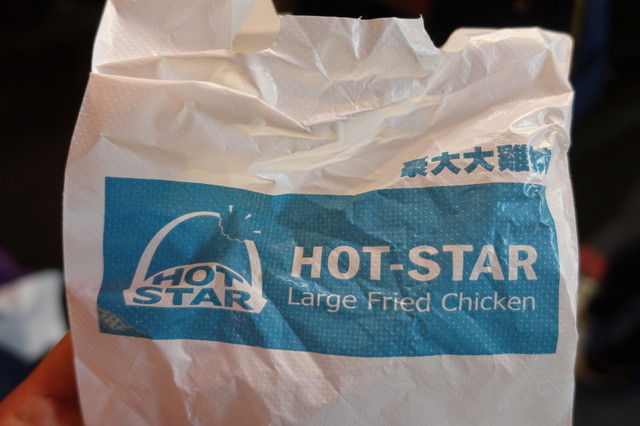 豪大大雞排
HOT
STAR
HOT-STAR
Large Fried Chicken